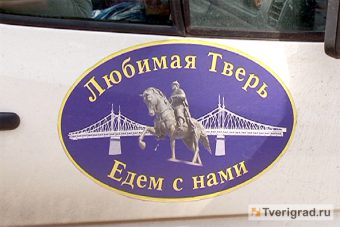 Любимая Тверь
Едем с нами
Tverigrad.ru